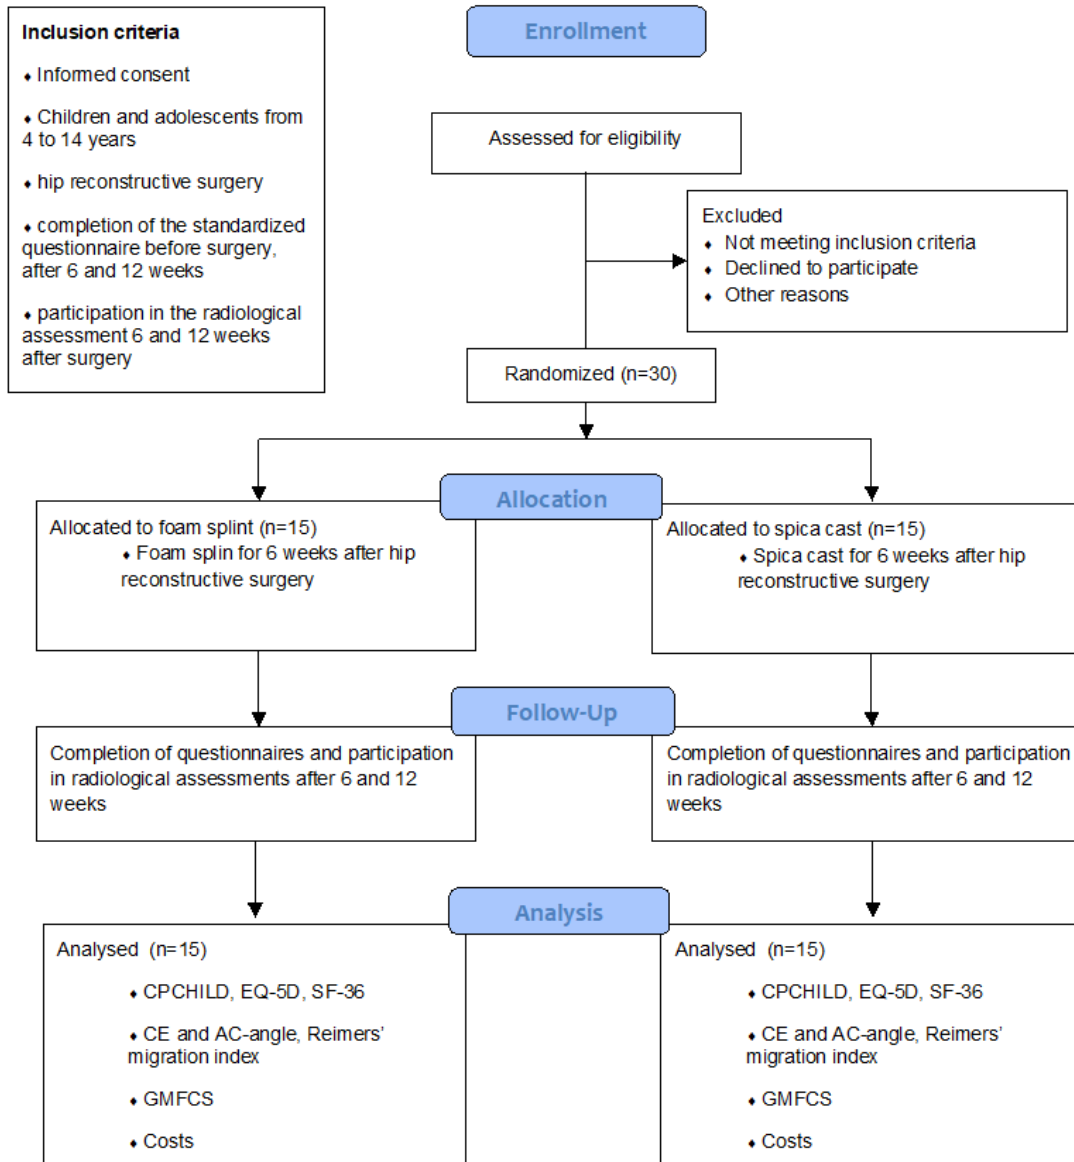 Inclusion criteria
♦ Informed consent
♦ Children and adolescents from
4 to 14 years
♦ hip reconstructive surgery
♦ completion of the standardized
questionnaire before surgery,
after 6 and 12 weeks
♦ participation in the radiological
assessment 6 and 12 weeks
after surgery
Enrollment
Assessed for eligibility
Excluded
♦ Not meeting inclusion criteria
♦ Declined to participate
♦ Other reasons
Randomized (n=30)
Allocation
Allocated to foam splint (n=15)
♦ Foam splin for 6 weeks after hip
reconstructive surgery
Allocated to spica cast (n=15)
♦ Spica cast for 6 weeks after hip
reconstructive surgery
Follow-Up
Completion of questionnaires and participation
in radiological assessments after 6 and 12
weeks
Completion of questionnaires and participation
in radiological assessments after 6 and 12
weeks
Analysis
Analysed (n=15)
♦ CPCHILD, EQ-5D, SF-36
♦ CE and AC-angle, Reimers’
migration index
♦ GMFCS
♦ Costs
Analysed (n=15)
♦ CPCHILD, EQ-5D, SF-36
♦ CE and AC-angle, Reimers’
migration index
♦ GMFCS
♦ Costs